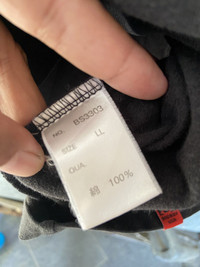 NO. BS3303
SIZE LL
QUA.
綿 100%